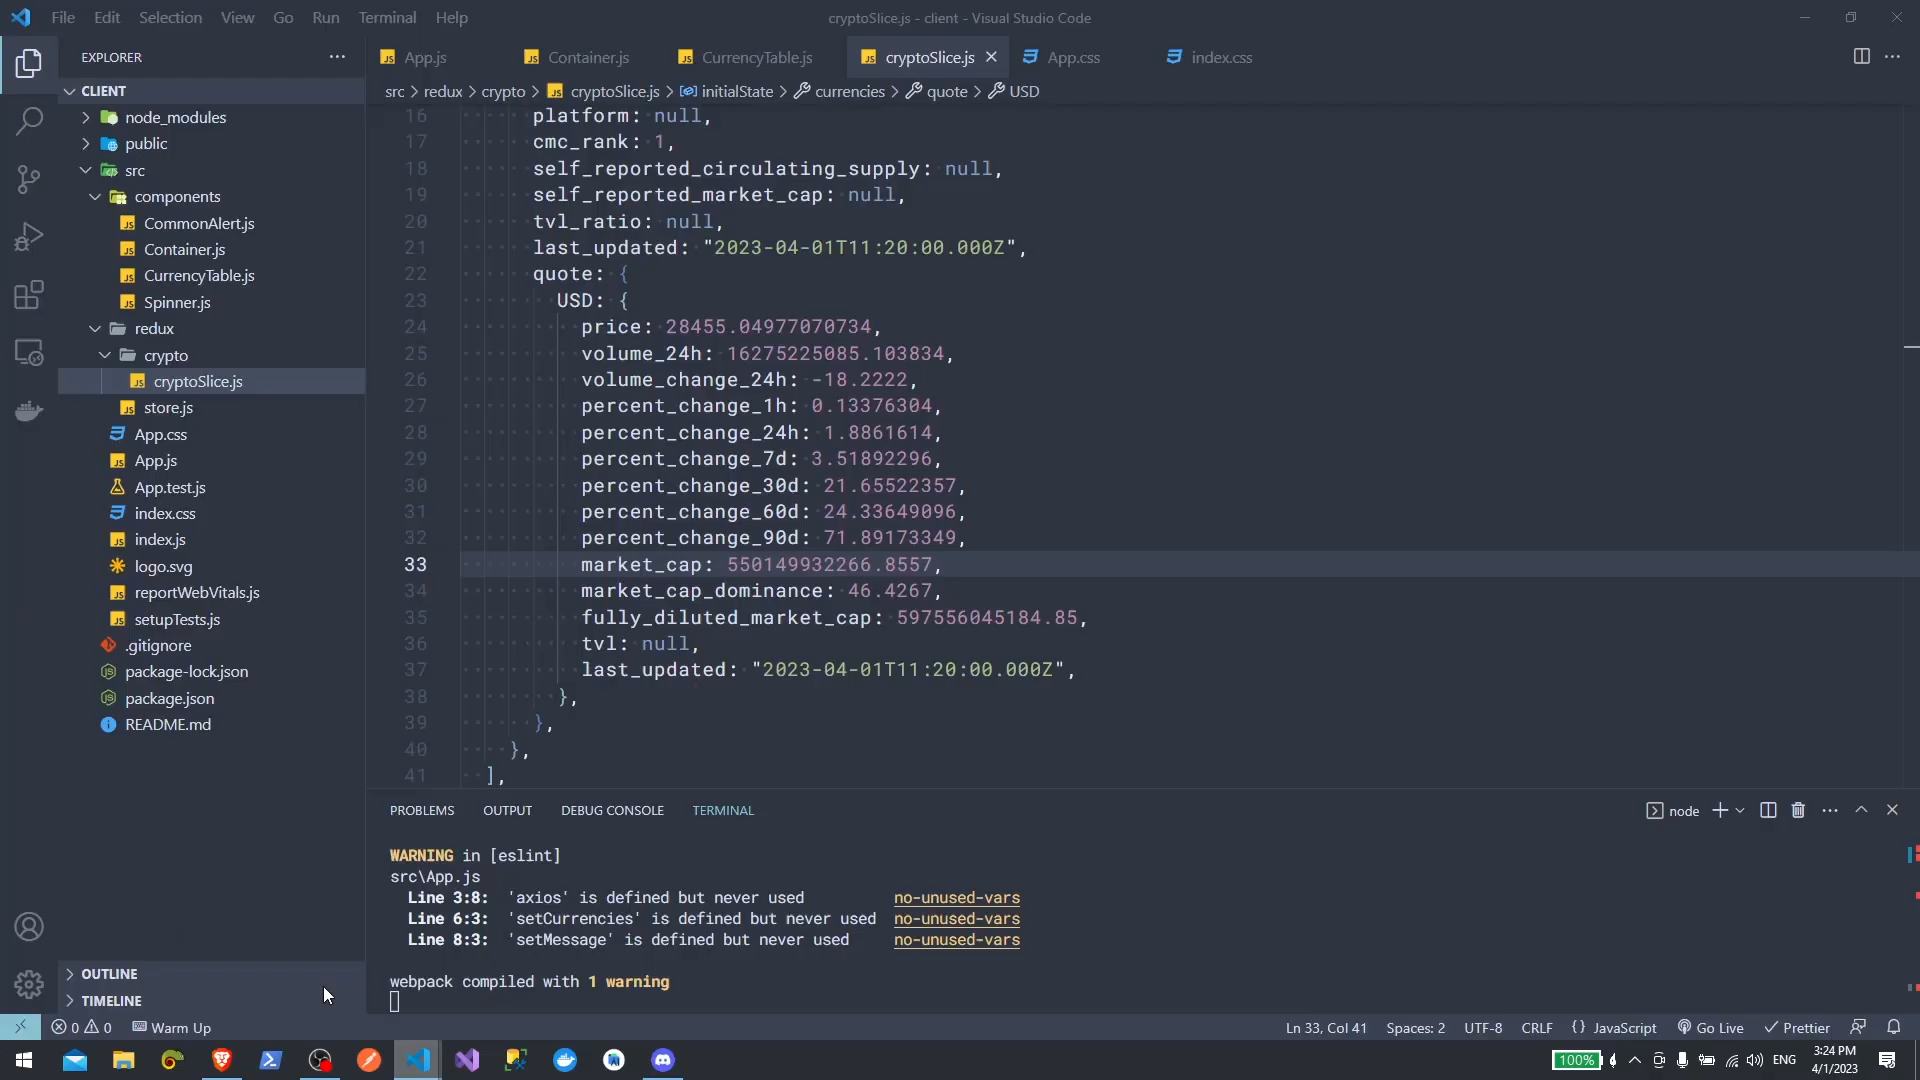 File Edit Selection View Go Run Terminal Help
cryptoSlice.js - client - Visual Studio Code
EXPLORER
CLIENT
node_modules
public
src
components
CommonAlert.js
Container.js
CurrencyTable.js
Spinner.js
redux
crypto
cryptoSlice.js
store.js
App.css
App.js
App.test.js
index.css
index.js
logo.svg
reportWebVitals.js
setupTests.js
.gitignore
package-lock.json
package.json
README.md
OUTLINE
TIMELINE
App.js Container.js CurrencyTable.js cryptoSlice.js App.css index.css
src > redux > crypto > cryptoSlice.js > initialState > currencies > quote > USD
16 platform: null,
17 cmc_rank: 1,
18 self_reported_circulating_supply: null,
19 self_reported_market_cap: null,
20 tvl_ratio: null,
21 last_updated: "2023-04-01T11:20:00.000Z",
22 quote: {
23 USD: {
24 price: 28455.04977070734,
25 volume_24h: 16275225085.103834,
26 volume_change_24h: -18.2222,
27 percent_change_1h: 0.13376304,
28 percent_change_24h: 1.8861614,
29 percent_change_7d: 3.51892296,
30 percent_change_30d: 21.65522357,
31 percent_change_60d: 24.33649096,
32 percent_change_90d: 71.89173349,
33 market_cap: 550149932266.8557,
34 market_cap_dominance: 46.4267,
35 fully_diluted_market_cap: 597556045184.85,
36 tvl: null,
37 last_updated: "2023-04-01T11:20:00.000Z",
38 },
39 },
40 },
41 ],
PROBLEMS OUTPUT DEBUG CONSOLE TERMINAL
node
WARNING in [eslint]
src\App.js
Line 3:8: 'axios' is defined but never used no-unused-vars
Line 6:3: 'setCurrencies' is defined but never used no-unused-vars
Line 8:3: 'setMessage' is defined but never used no-unused-vars
webpack compiled with 1 warning
0 0 Warm Up
Ln 33, Col 41 Spaces: 2 UTF-8 CRLF {} JavaScript Go Live Prettier
100% ENG 3:24 PM
4/1/2023